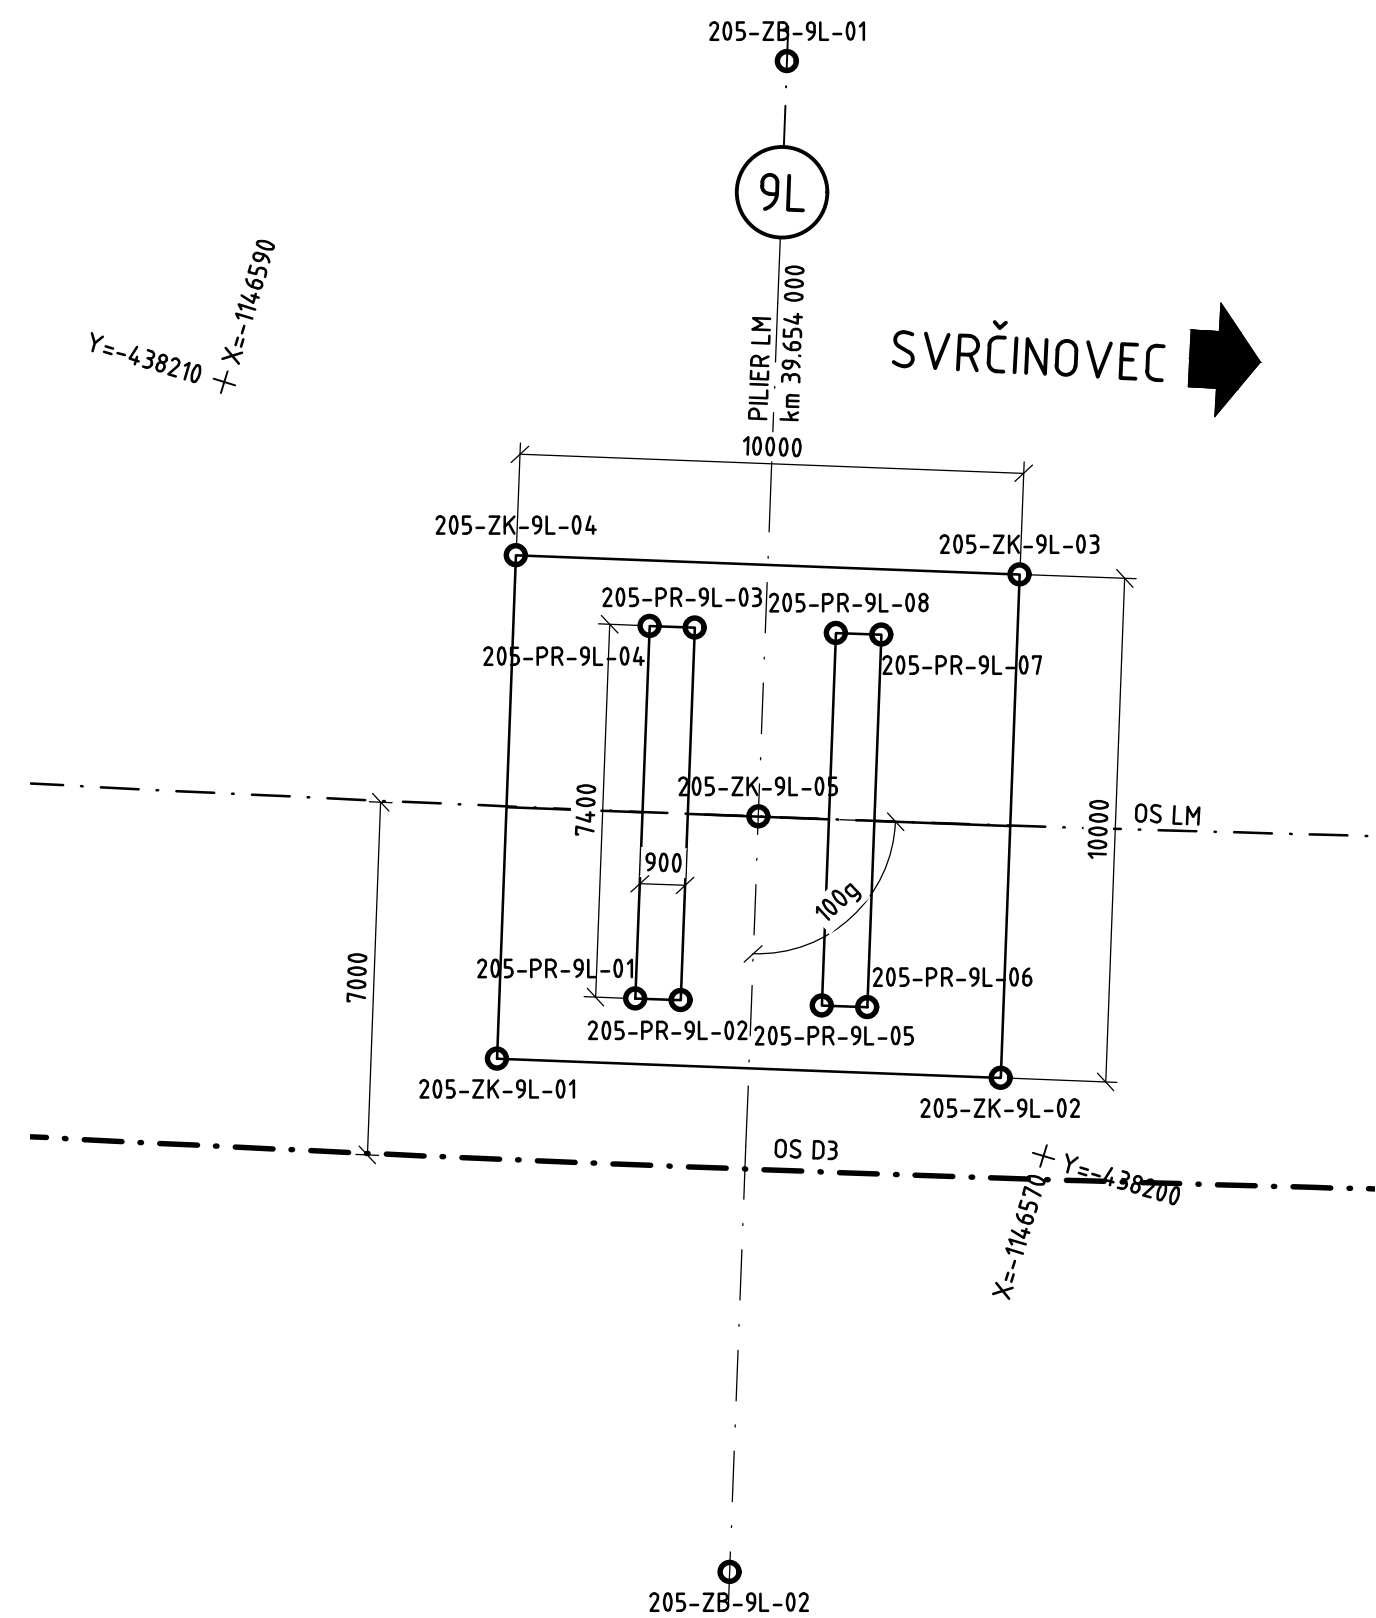 205-ZB-9L-01
9L
X=-1146590
Y=-438210
PILIER LM
km 39.654 000
SVRČINOVEC
10000
205-ZK-9L-04
205-ZK-9L-03
205-PR-9L-03
205-PR-9L-08
205-PR-9L-04
205-PR-9L-07
205-ZK-9L-05
7400
10000
OS LM
900
100g
7000
205-PR-9L-01
205-PR-9L-06
205-PR-9L-02
205-PR-9L-05
205-ZK-9L-01
205-ZK-9L-02
OS D3
Y=-438200
X=-1146570
205-ZB-9L-02